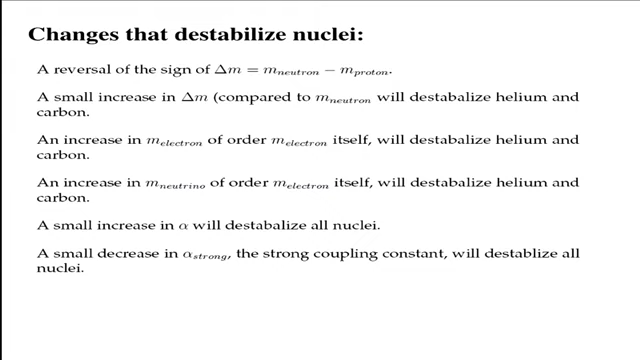 Changes that destabilize nuclei:
A reversal of the sign of Δm = m_neutron − m_proton.
A small increase in Δm (compared to m_neutron will destabalize helium and
carbon.
An increase in m_electron of order m_electron itself, will destabalize helium and
carbon.
An increase in m_neutrino of order m_electron itself, will destabalize helium and
carbon.
A small increase in α will destabalize all nuclei.
A small decrease in α_strong, the strong coupling constant, will destablize all
nuclei.